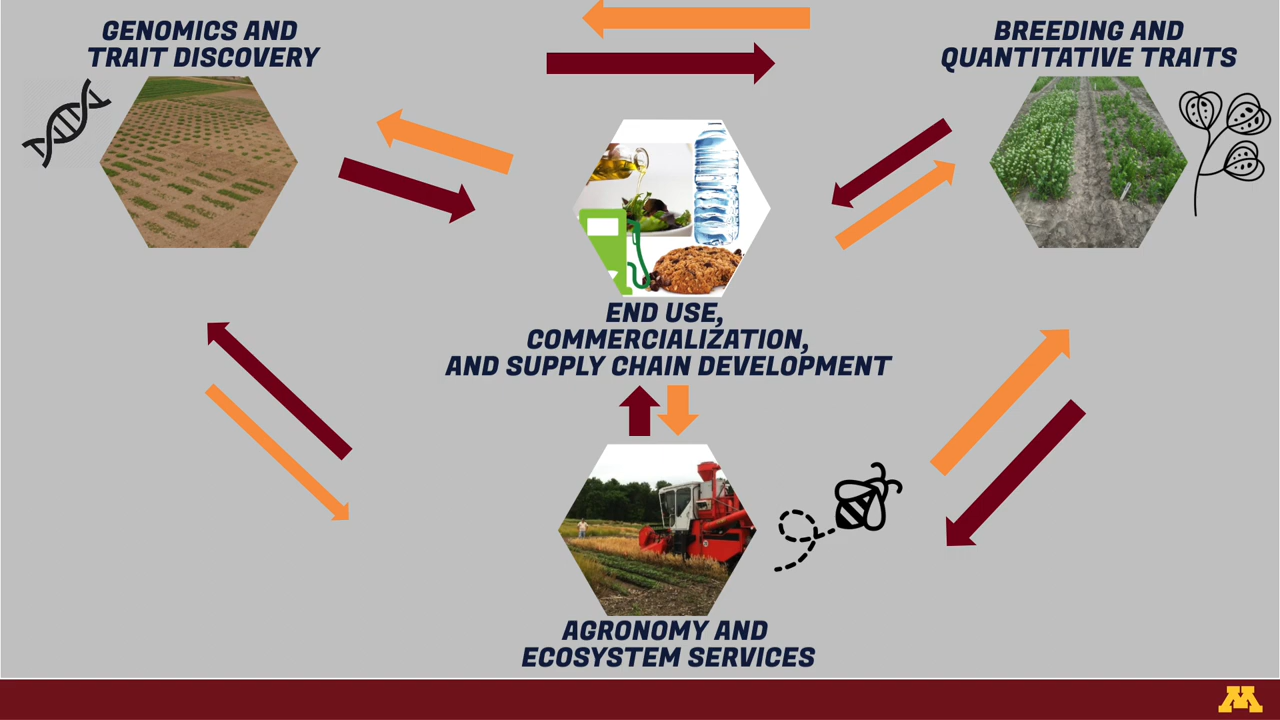 GENOMICS AND
TRAIT DISCOVERY
BREEDING AND
QUANTITATIVE TRAITS
END USE,
COMMERCIALIZATION,
AND SUPPLY CHAIN DEVELOPMENT
AGRONOMY AND
ECOSYSTEM SERVICES
M